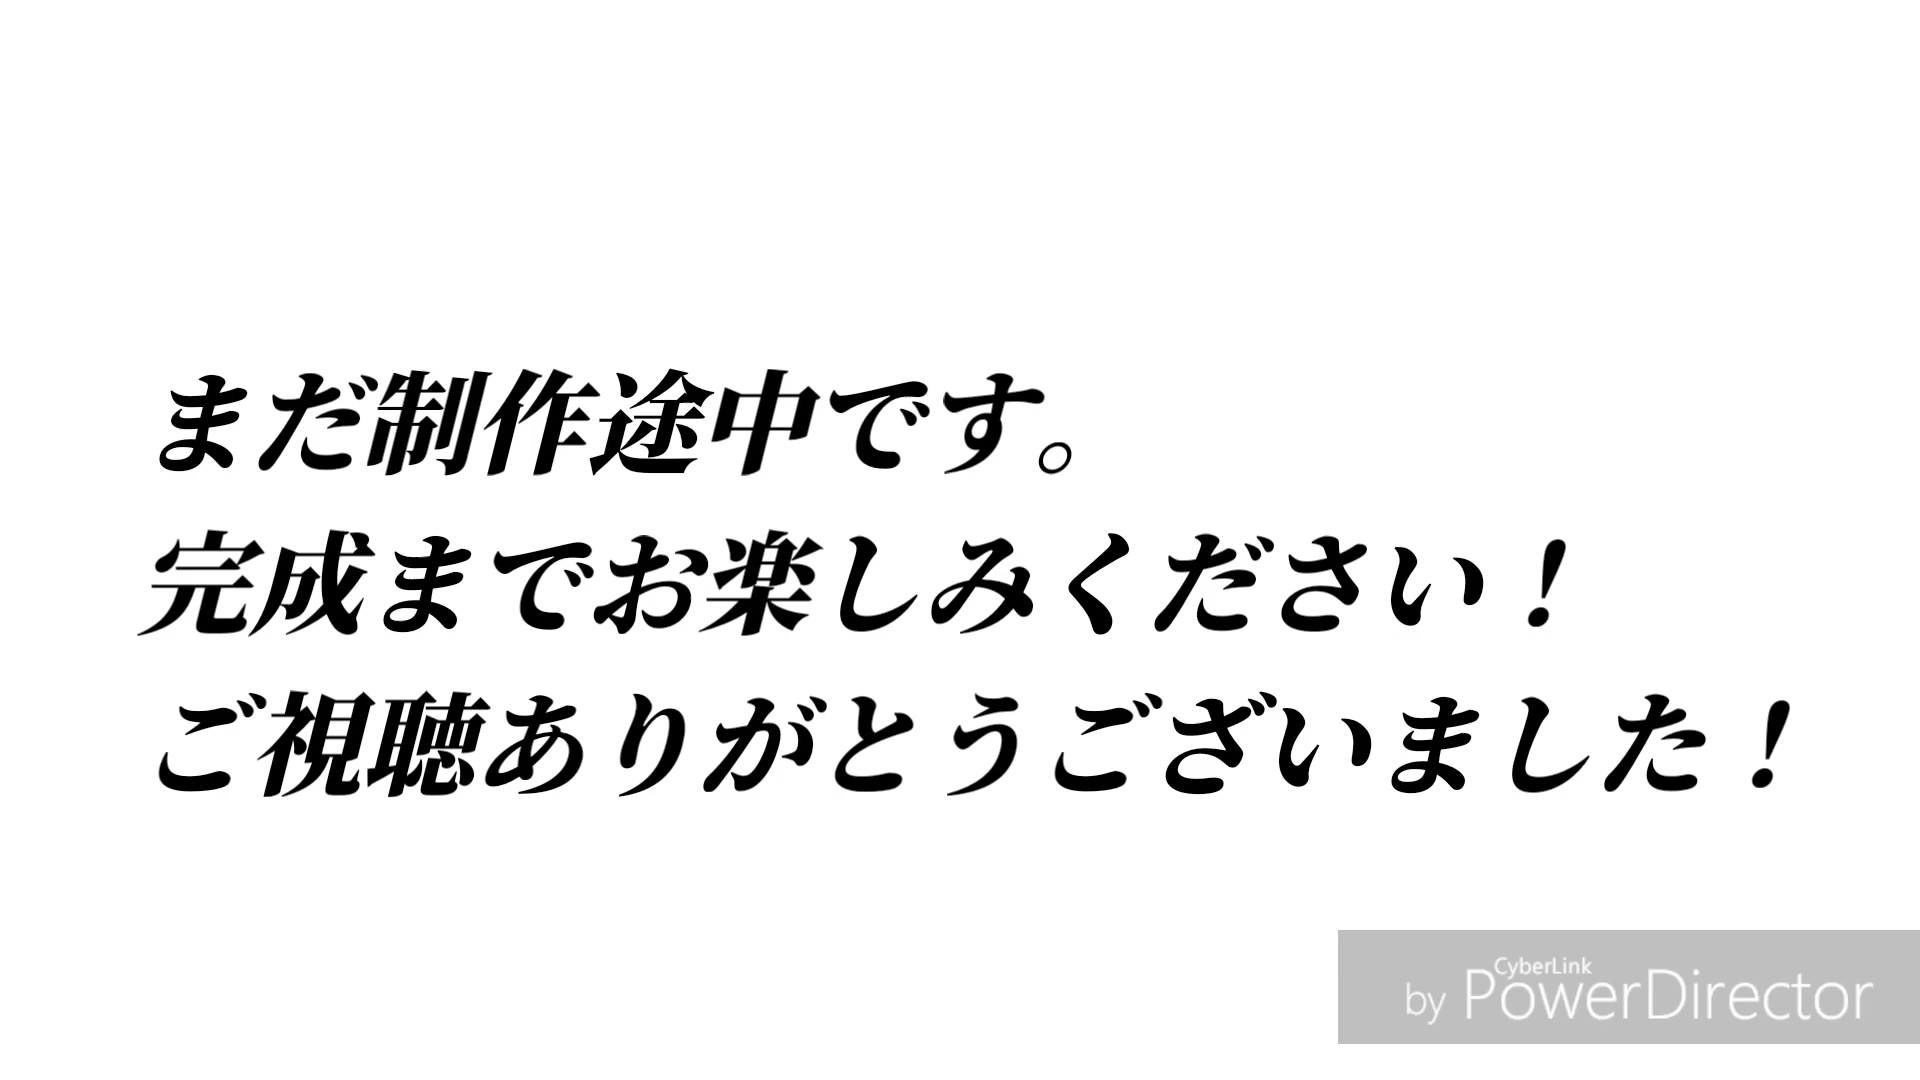 まだ制作途中です。
完成までお楽しみください！
ご視聴ありがとうございました！
CyberLink
by PowerDirector